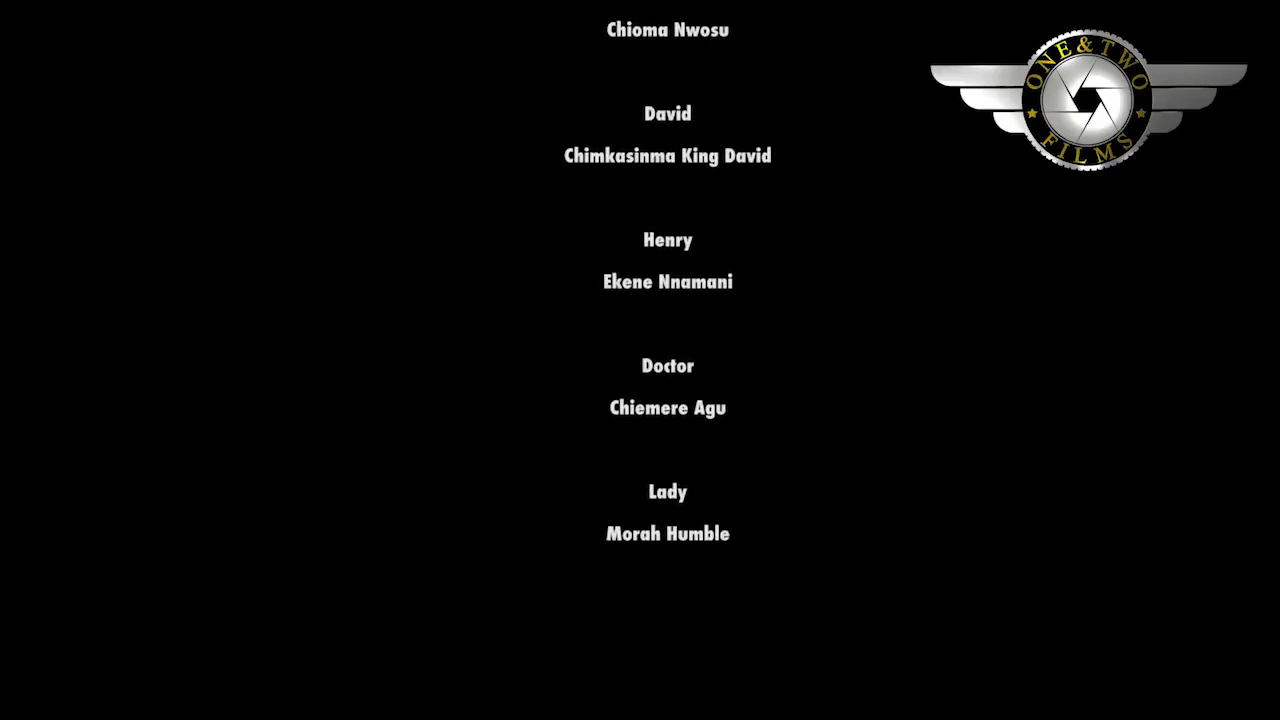 Chioma Nwosu
David
Chimkasinma King David
Henry
Ekene Nnamani
Doctor
Chiemere Agu
Lady
Morah Humble
ONE&TWO
FILMS